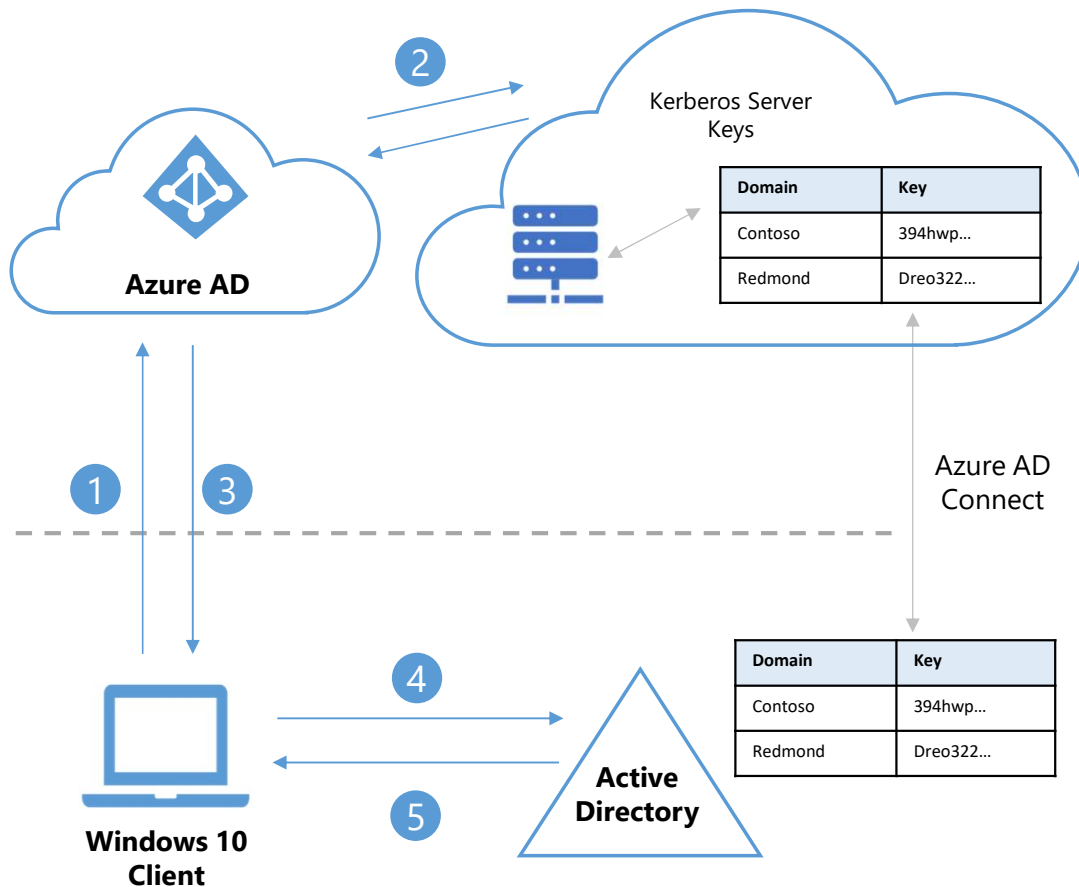 2
Kerberos Server
Keys
Domain Key
Contoso 394hwp...
Redmond Dreo322...
Azure AD
1
3
Azure AD
Connect
Domain Key
Contoso 394hwp...
Redmond Dreo322...
4
5
Active
Directory
Windows 10
Client